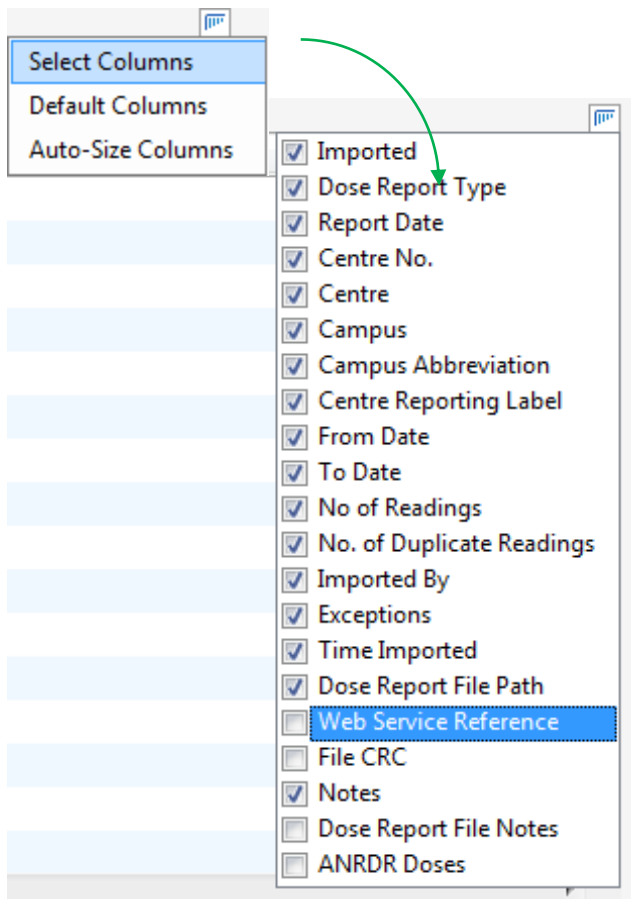 Select Columns
Default Columns
Auto-Size Columns
Imported
Dose Report Type
Report Date
Centre No.
Centre
Campus
Campus Abbreviation
Centre Reporting Label
From Date
To Date
No of Readings
No. of Duplicate Readings
Imported By
Exceptions
Time Imported
Dose Report File Path
Web Service Reference
File CRC
Notes
Dose Report File Notes
ANRDR Doses